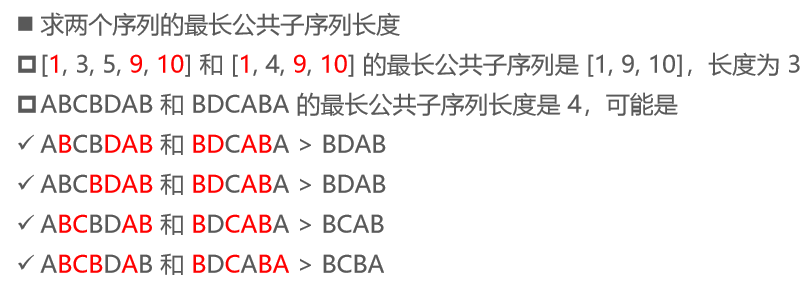 ■ 求两个序列的最长公共子序列长度
◘ [1, 3, 5, 9, 10] 和 [1, 4, 9, 10] 的最长公共子序列是 [1, 9, 10]，长度为 3
◘ ABCBDAB 和 BDCABA 的最长公共子序列长度是 4，可能是
✓ ABCBDAB 和 BDCABA > BDAB
✓ ABCBDAB 和 BDCABA > BDAB
✓ ABCBDAB 和 BDCABA > BCAB
✓ ABCBDAB 和 BDCABA > BCBA